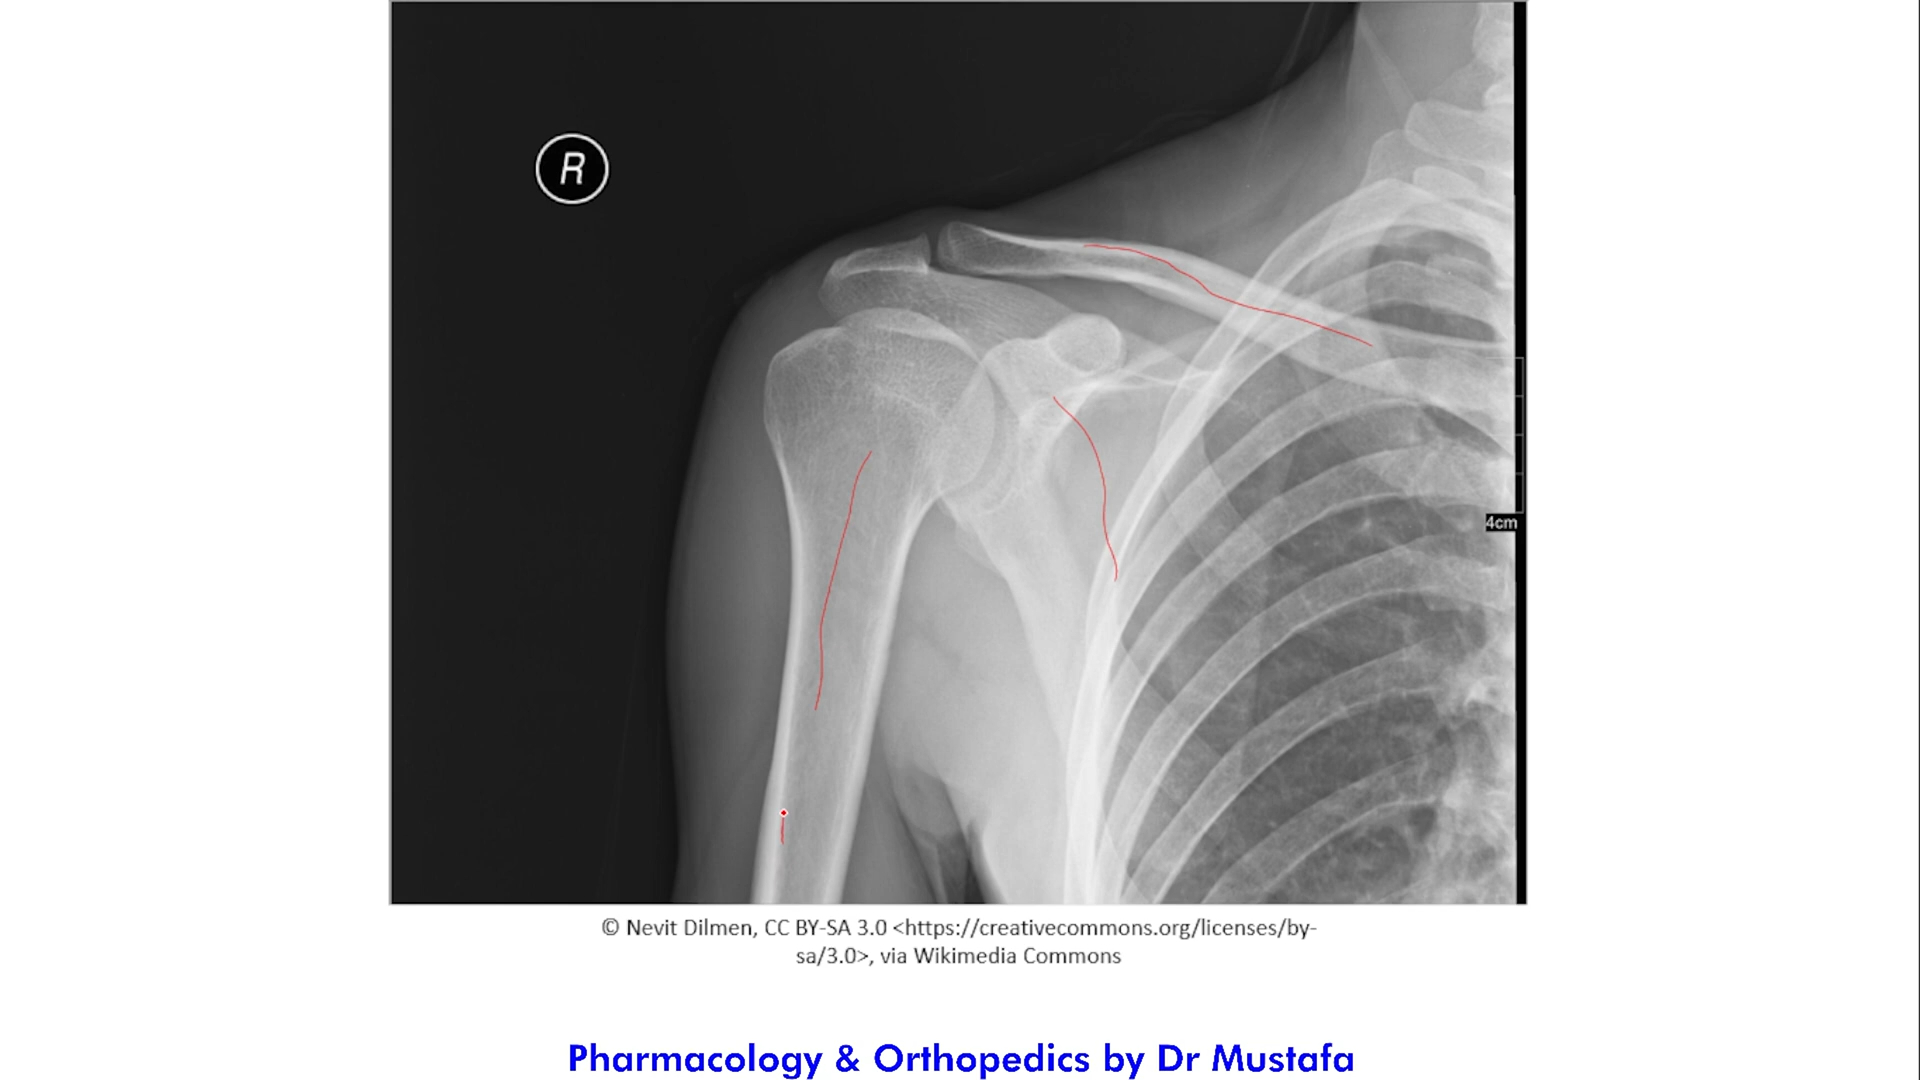 R
4cm
© Nevit Dilmen, CC BY-SA 3.0 <https://creativecommons.org/licenses/by-
sa/3.0>, via Wikimedia Commons
Pharmacology & Orthopedics by Dr Mustafa